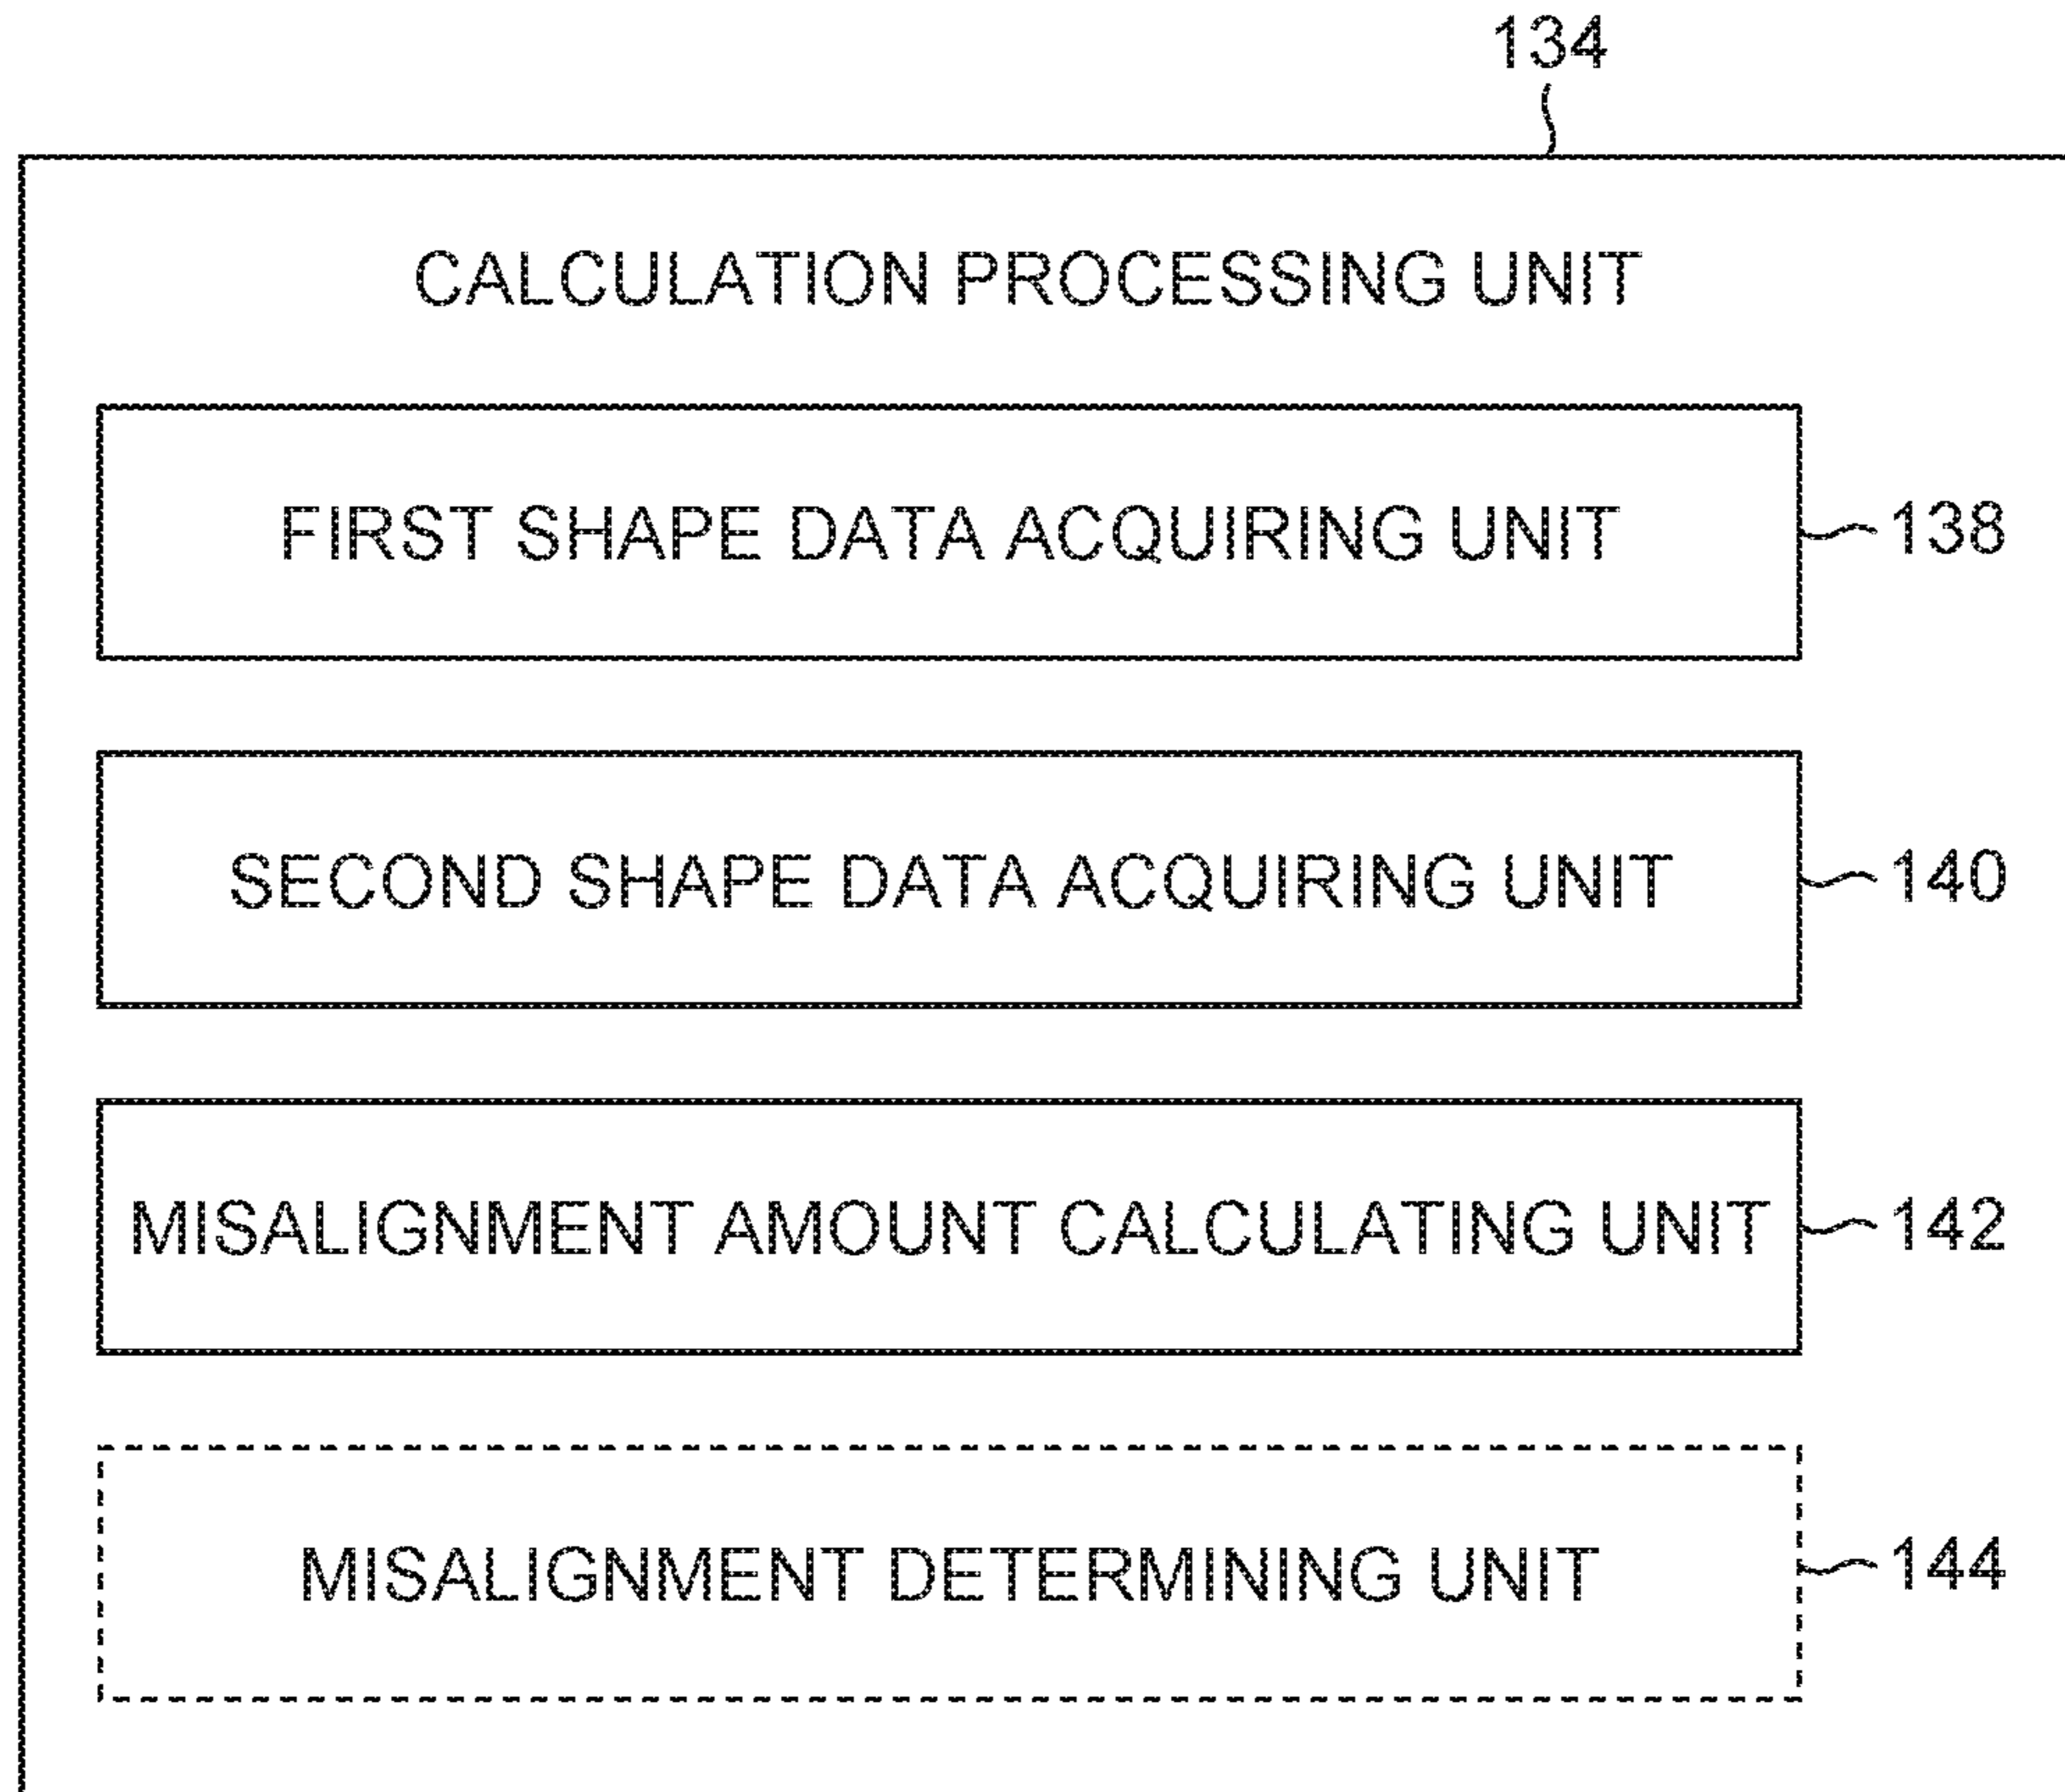 134
CALCULATION PROCESSING UNIT
FIRST SHAPE DATA ACQUIRING UNIT
138
SECOND SHAPE DATA ACQUIRING UNIT
140
MISALIGNMENT AMOUNT CALCULATING UNIT
142
MISALIGNMENT DETERMINING UNIT
144